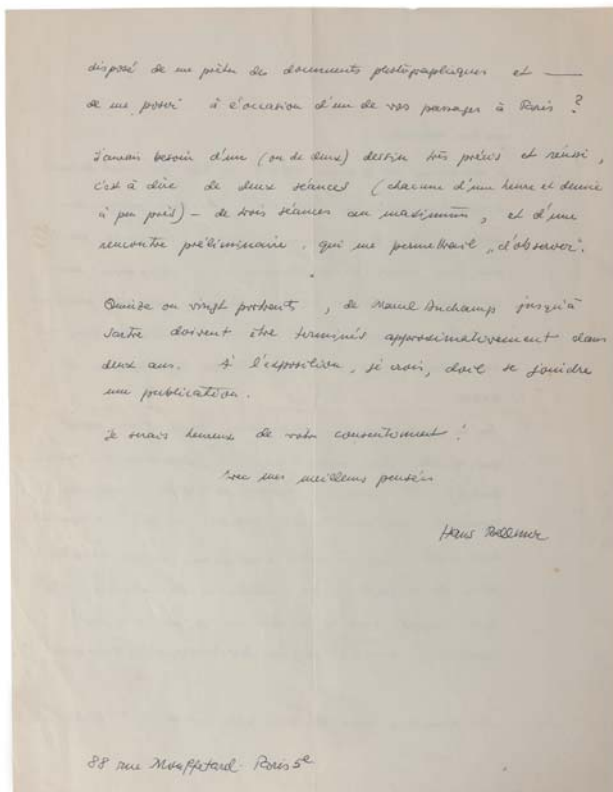 disposé de me prêter des documents photographiques et —
de me poser à l'occasion d'un de vos passages à Paris ?
J'aurais besoin d'une (ou de deux) dessin très précis et réussi,
c'est à dire de deux séances (chacune d'une heure et demie
à peu près) – de trois séances au maximum, et d'une
rencontre préliminaire, qui me permettrait „d'observer".
Quinze ou vingt portraits, de Marcel Duchamps jusqu'à
Sartre doivent être terminés approximativement dans
deux ans. A l'exposition, je crois, doit se joindre
une publication.
Je serais heureux de votre consentement !
Avec mes meilleurs pensées
Hans Bellmer
88 rue Mouffetard - Paris 5e